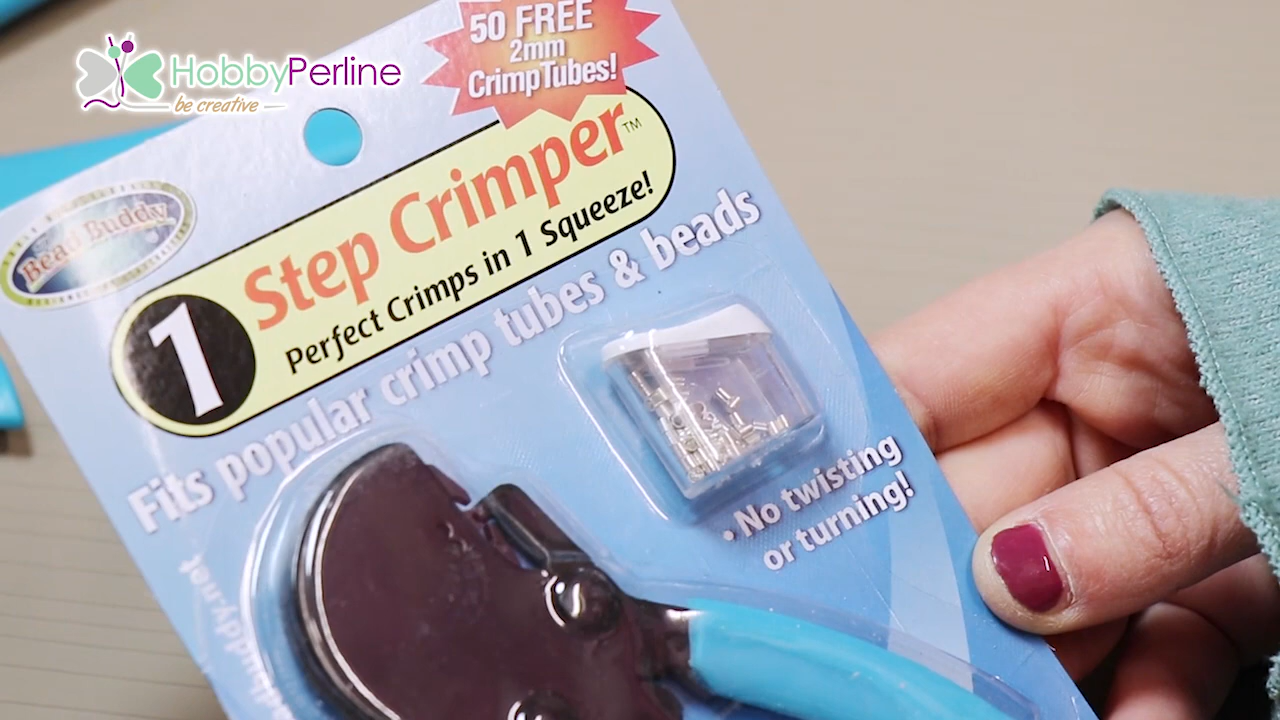 HobbyPerline
be creative
50 FREE
2mm
Crimp Tubes!
Bead Buddy
1 Step Crimper™
Perfect Crimps in 1 Squeeze!
Fits popular crimp tubes & beads
• No twisting
or turning!